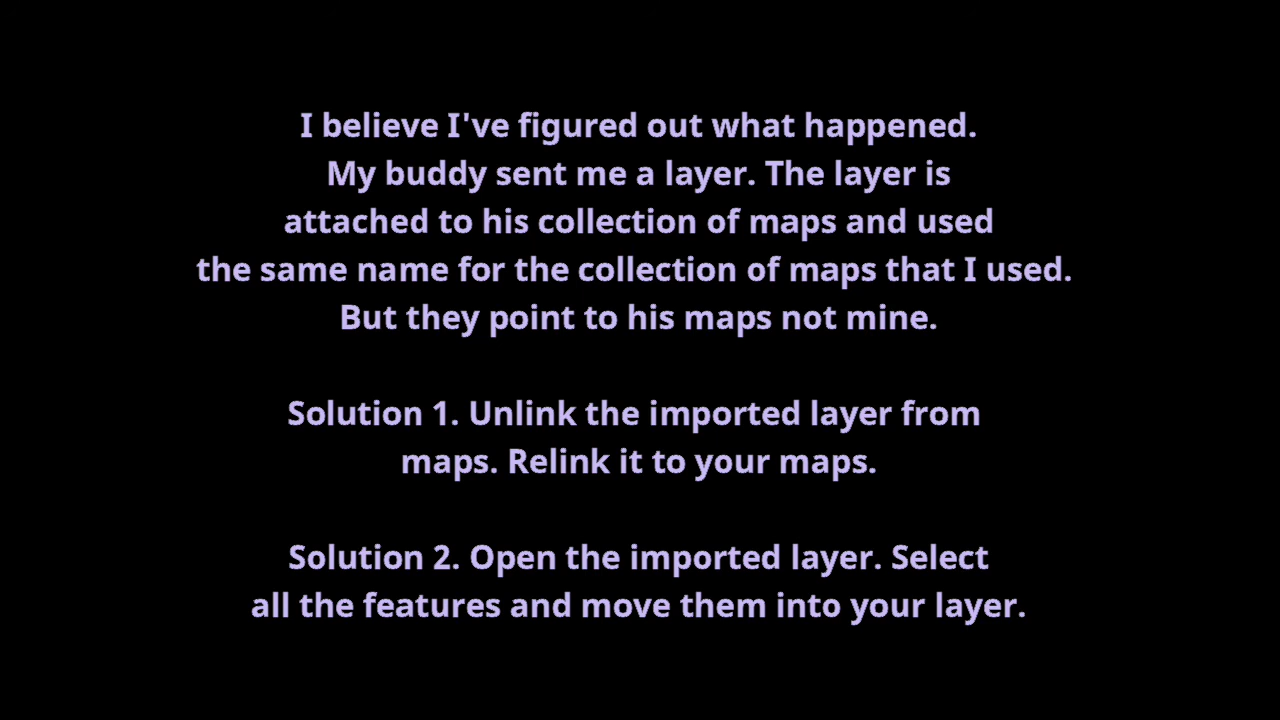 I believe I've figured out what happened.
My buddy sent me a layer. The layer is
attached to his collection of maps and used
the same name for the collection of maps that I used.
But they point to his maps not mine.
Solution 1. Unlink the imported layer from
maps. Relink it to your maps.
Solution 2. Open the imported layer. Select
all the features and move them into your layer.